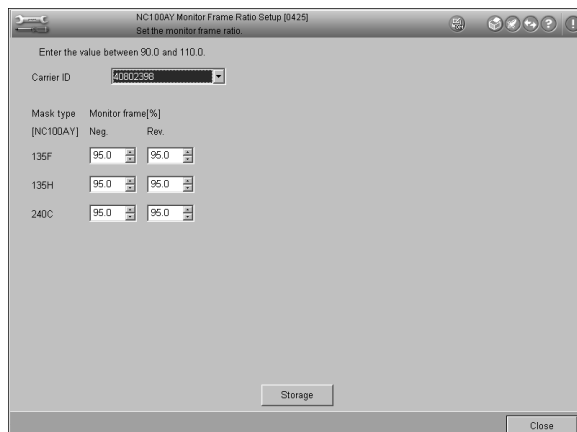 NC100AY Monitor Frame Ratio Setup [0425]
Set the monitor frame ratio.
Enter the value between 90.0 and 110.0.
Carrier ID 40802398
Mask type Monitor frame[%]
[NC100AY] Neg. Rev.
135F 95.0 95.0
135H 95.0 95.0
240C 95.0 95.0
Storage
Close